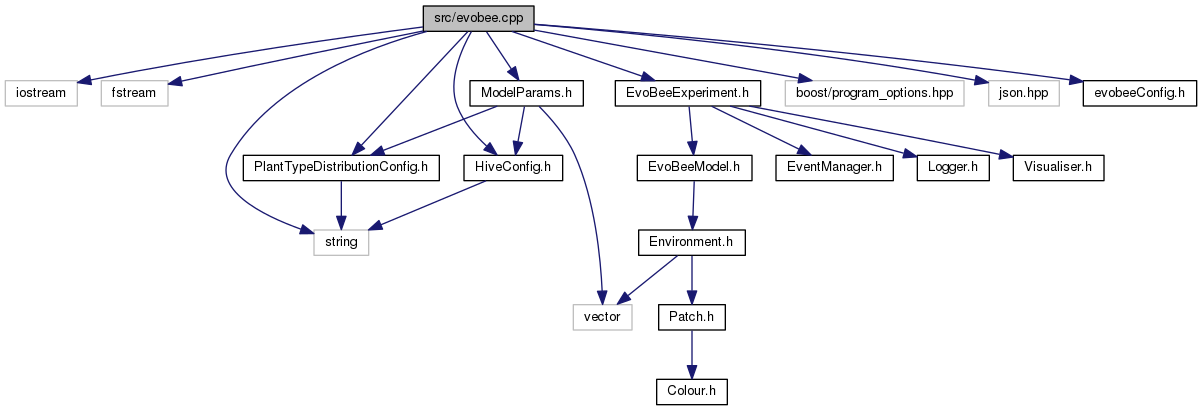 src/evobee.cpp
iostream
fstream
ModelParams.h
EvoBeeExperiment.h
boost/program_options.hpp
json.hpp
evobeeConfig.h
PlantTypeDistributionConfig.h
HiveConfig.h
EvoBeeModel.h
EventManager.h
Logger.h
Visualiser.h
string
Environment.h
vector
Patch.h
Colour.h